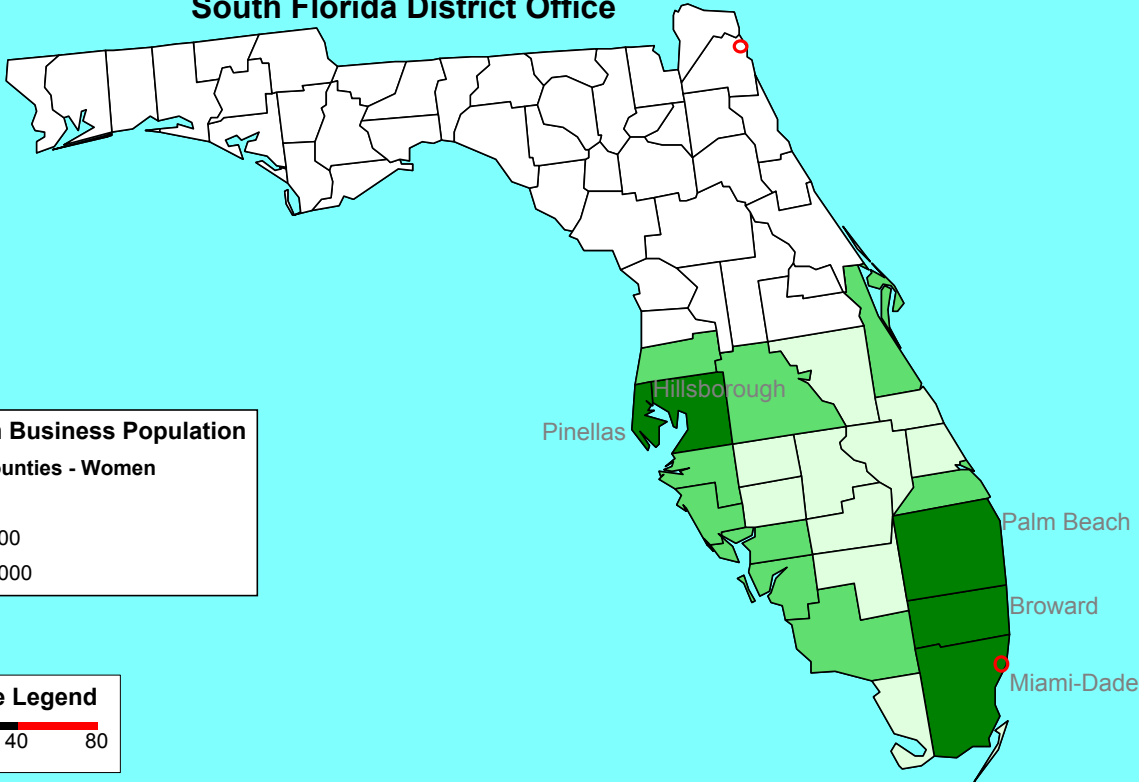 South Florida District Office
Hillsborough
Pinellas
Business Population
- Women
Palm Beach
00
000
Broward
Miami-Dade
Legend
40 80